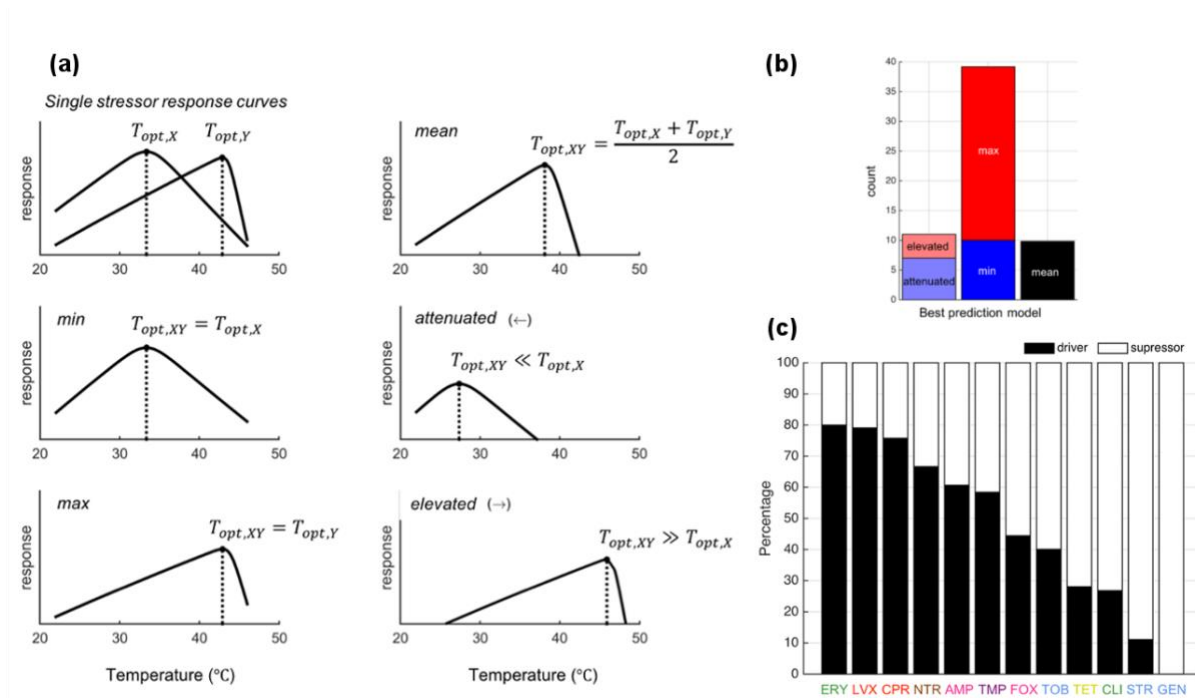 (a)
Single stressor response curves
T_opt,X T_opt,Y
response
20 30 40 50
mean
T_opt,XY = (T_opt,X + T_opt,Y) / 2
response
20 30 40 50
min
T_opt,XY = T_opt,X
response
20 30 40 50
attenuated (←)
T_opt,XY ≪ T_opt,X
response
20 30 40 50
max
T_opt,XY = T_opt,Y
response
20 30 40 50
Temperature (°C)
elevated (→)
T_opt,XY ≫ T_opt,X
response
20 30 40 50
Temperature (°C)
(b)
40
35
30
25
20
15
10
5
0
count
max
min
elevated
attenuated
mean
Best prediction model
(c)
driver supressor
100
90
80
70
60
50
40
30
20
10
0
Percentage
ERY LVX CPR NTR AMP TMP FOX TOB TET CLI STR GEN